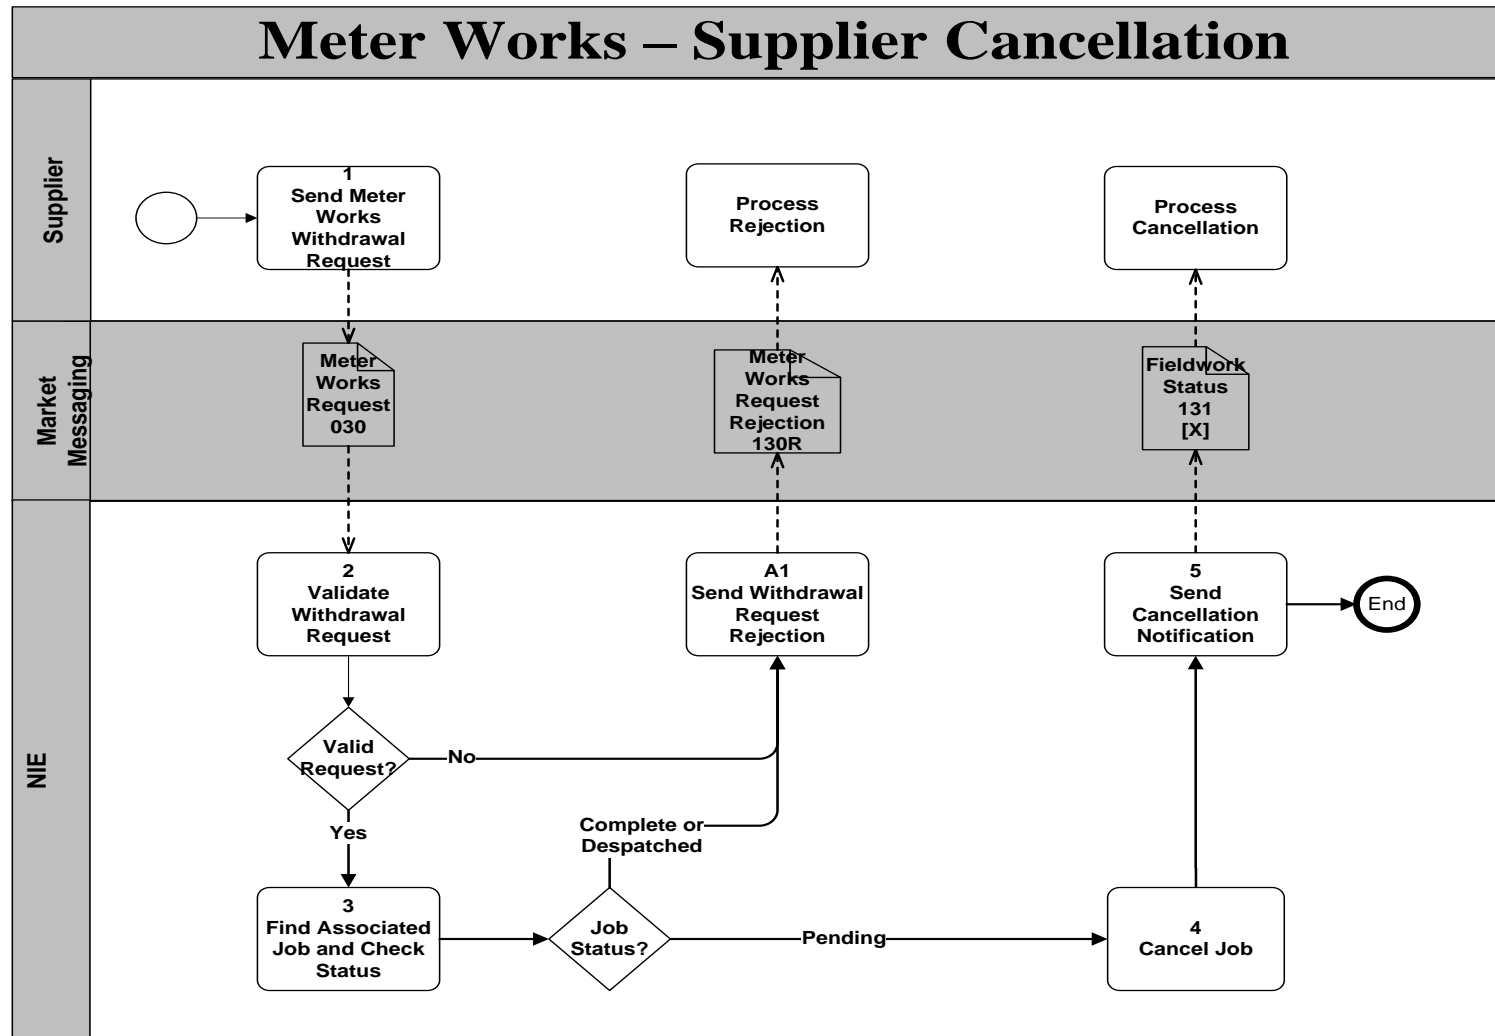 Meter Works – Supplier Cancellation
Supplier
1
Send Meter
Works
Withdrawal
Request
Process
Rejection
Process
Cancellation
Market
Messaging
Meter
Works
Request
030
Meter
Works
Request
Rejection
130R
Fieldwork
Status
131
[X]
NIE
2
Validate
Withdrawal
Request
A1
Send Withdrawal
Request
Rejection
5
Send
Cancellation
Notification
End
Valid
Request?
No
Yes
Complete or
Despatched
3
Find Associated
Job and Check
Status
Job
Status?
Pending
4
Cancel Job